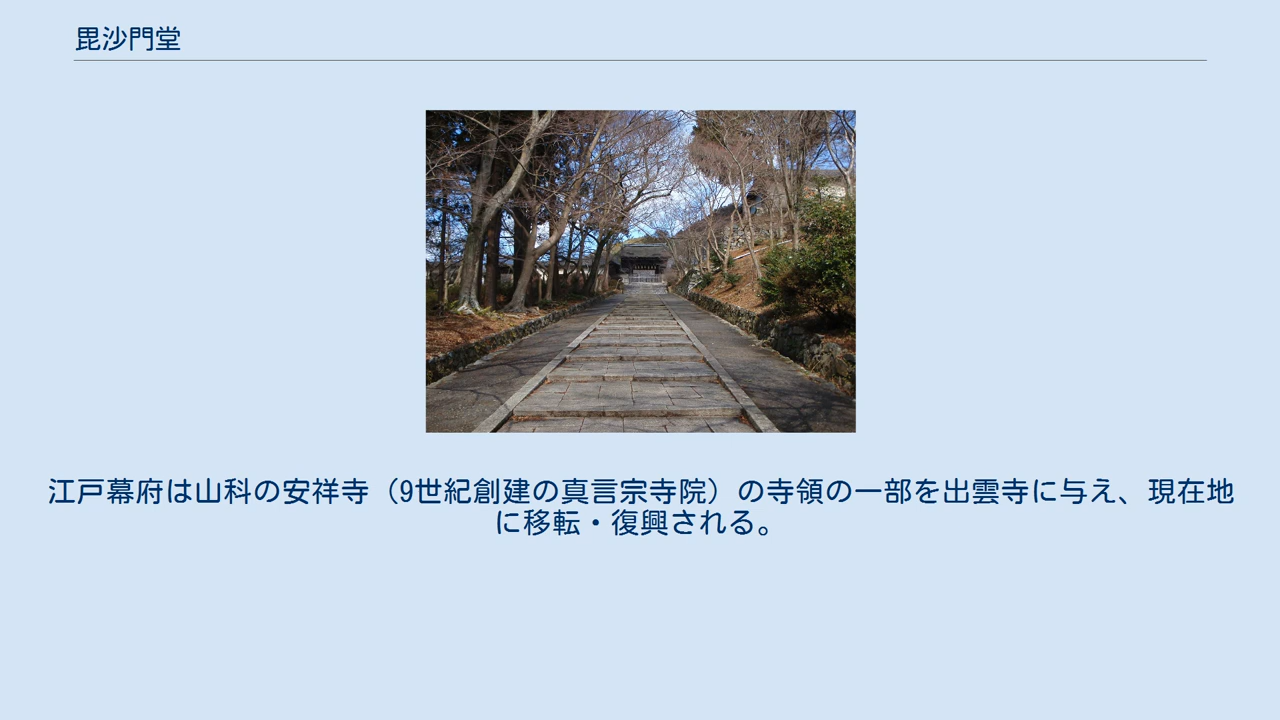 毘沙門堂
江戸幕府は山科の安祥寺（9世紀創建の真言宗寺院）の寺領の一部を出雲寺に与え、現在地
に移転・復興される。